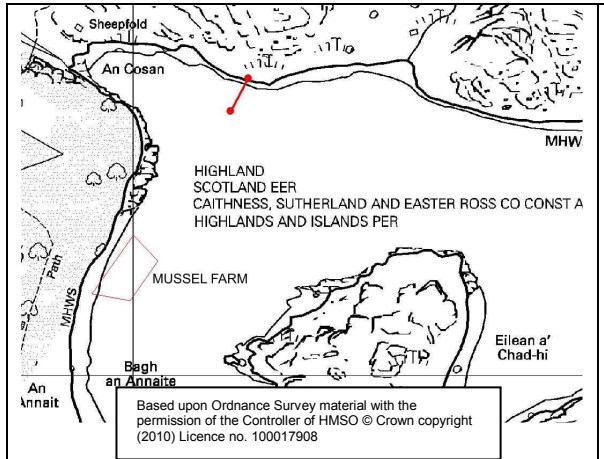 Sheepfold
An Cosan
MHWS
HIGHLAND
SCOTLAND EER
CAITHNESS, SUTHERLAND AND EASTER ROSS CO CONST A
HIGHLANDS AND ISLANDS PER
Path
MHWS
MUSSEL FARM
Eilean a'
Chad-hi
Bagh
an Annaite
An
Annait
Based upon Ordnance Survey material with the
permission of the Controller of HMSO © Crown copyright
(2010) Licence no. 100017908